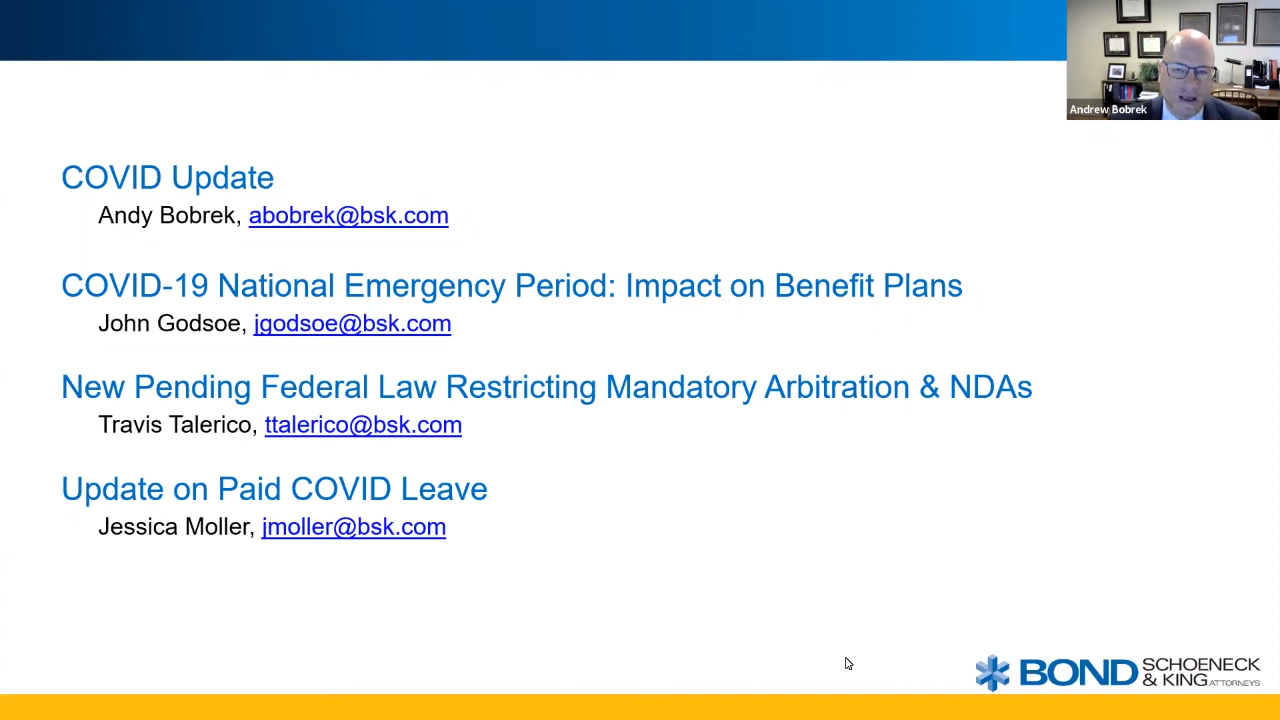 Andrew Bobrek
COVID Update
Andy Bobrek, abobrek@bsk.com
COVID-19 National Emergency Period: Impact on Benefit Plans
John Godsoe, jgodsoe@bsk.com
New Pending Federal Law Restricting Mandatory Arbitration & NDAs
Travis Talerico, ttalerico@bsk.com
Update on Paid COVID Leave
Jessica Moller, jmoller@bsk.com
BOND SCHOENECK
& KING ATTORNEYS